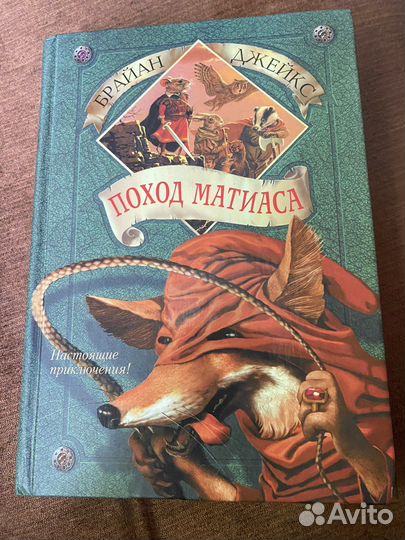 БРАЙАН ДЖЕЙКС
ПОХОД МАТИАСА
Настоящие
приключения!
Avito